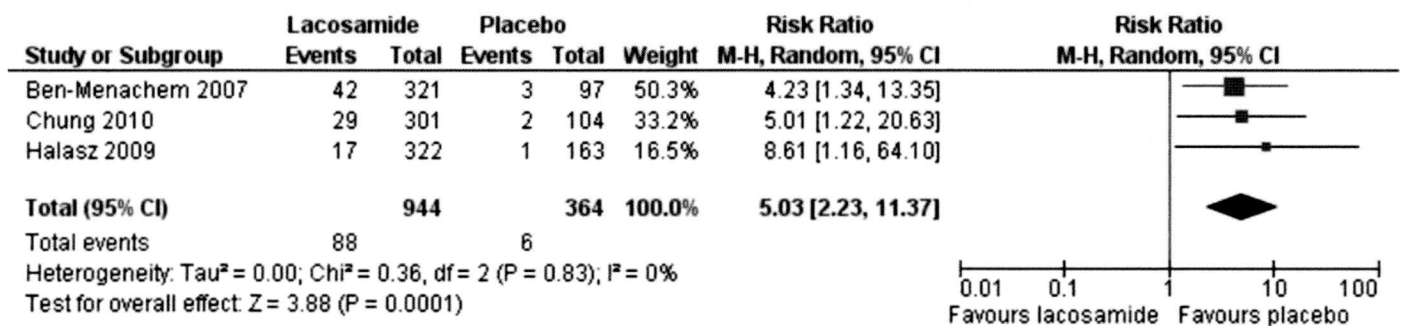 Lacosamide Placebo Risk Ratio Risk Ratio
Study or Subgroup Events Total Events Total Weight M-H, Random, 95% CI M-H, Random, 95% CI
Ben-Menachem 2007 42 321 3 97 50.3% 4.23 [1.34, 13.35]
Chung 2010 29 301 2 104 33.2% 5.01 [1.22, 20.63]
Halasz 2009 17 322 1 163 16.5% 8.61 [1.16, 64.10]
Total (95% CI) 944 364 100.0% 5.03 [2.23, 11.37]
Total events 88 6
Heterogeneity: Tau² = 0.00; Chi² = 0.36, df = 2 (P = 0.83); I² = 0%
Test for overall effect: Z = 3.88 (P = 0.0001)
0.01 0.1 1 10 100
Favours lacosamide Favours placebo